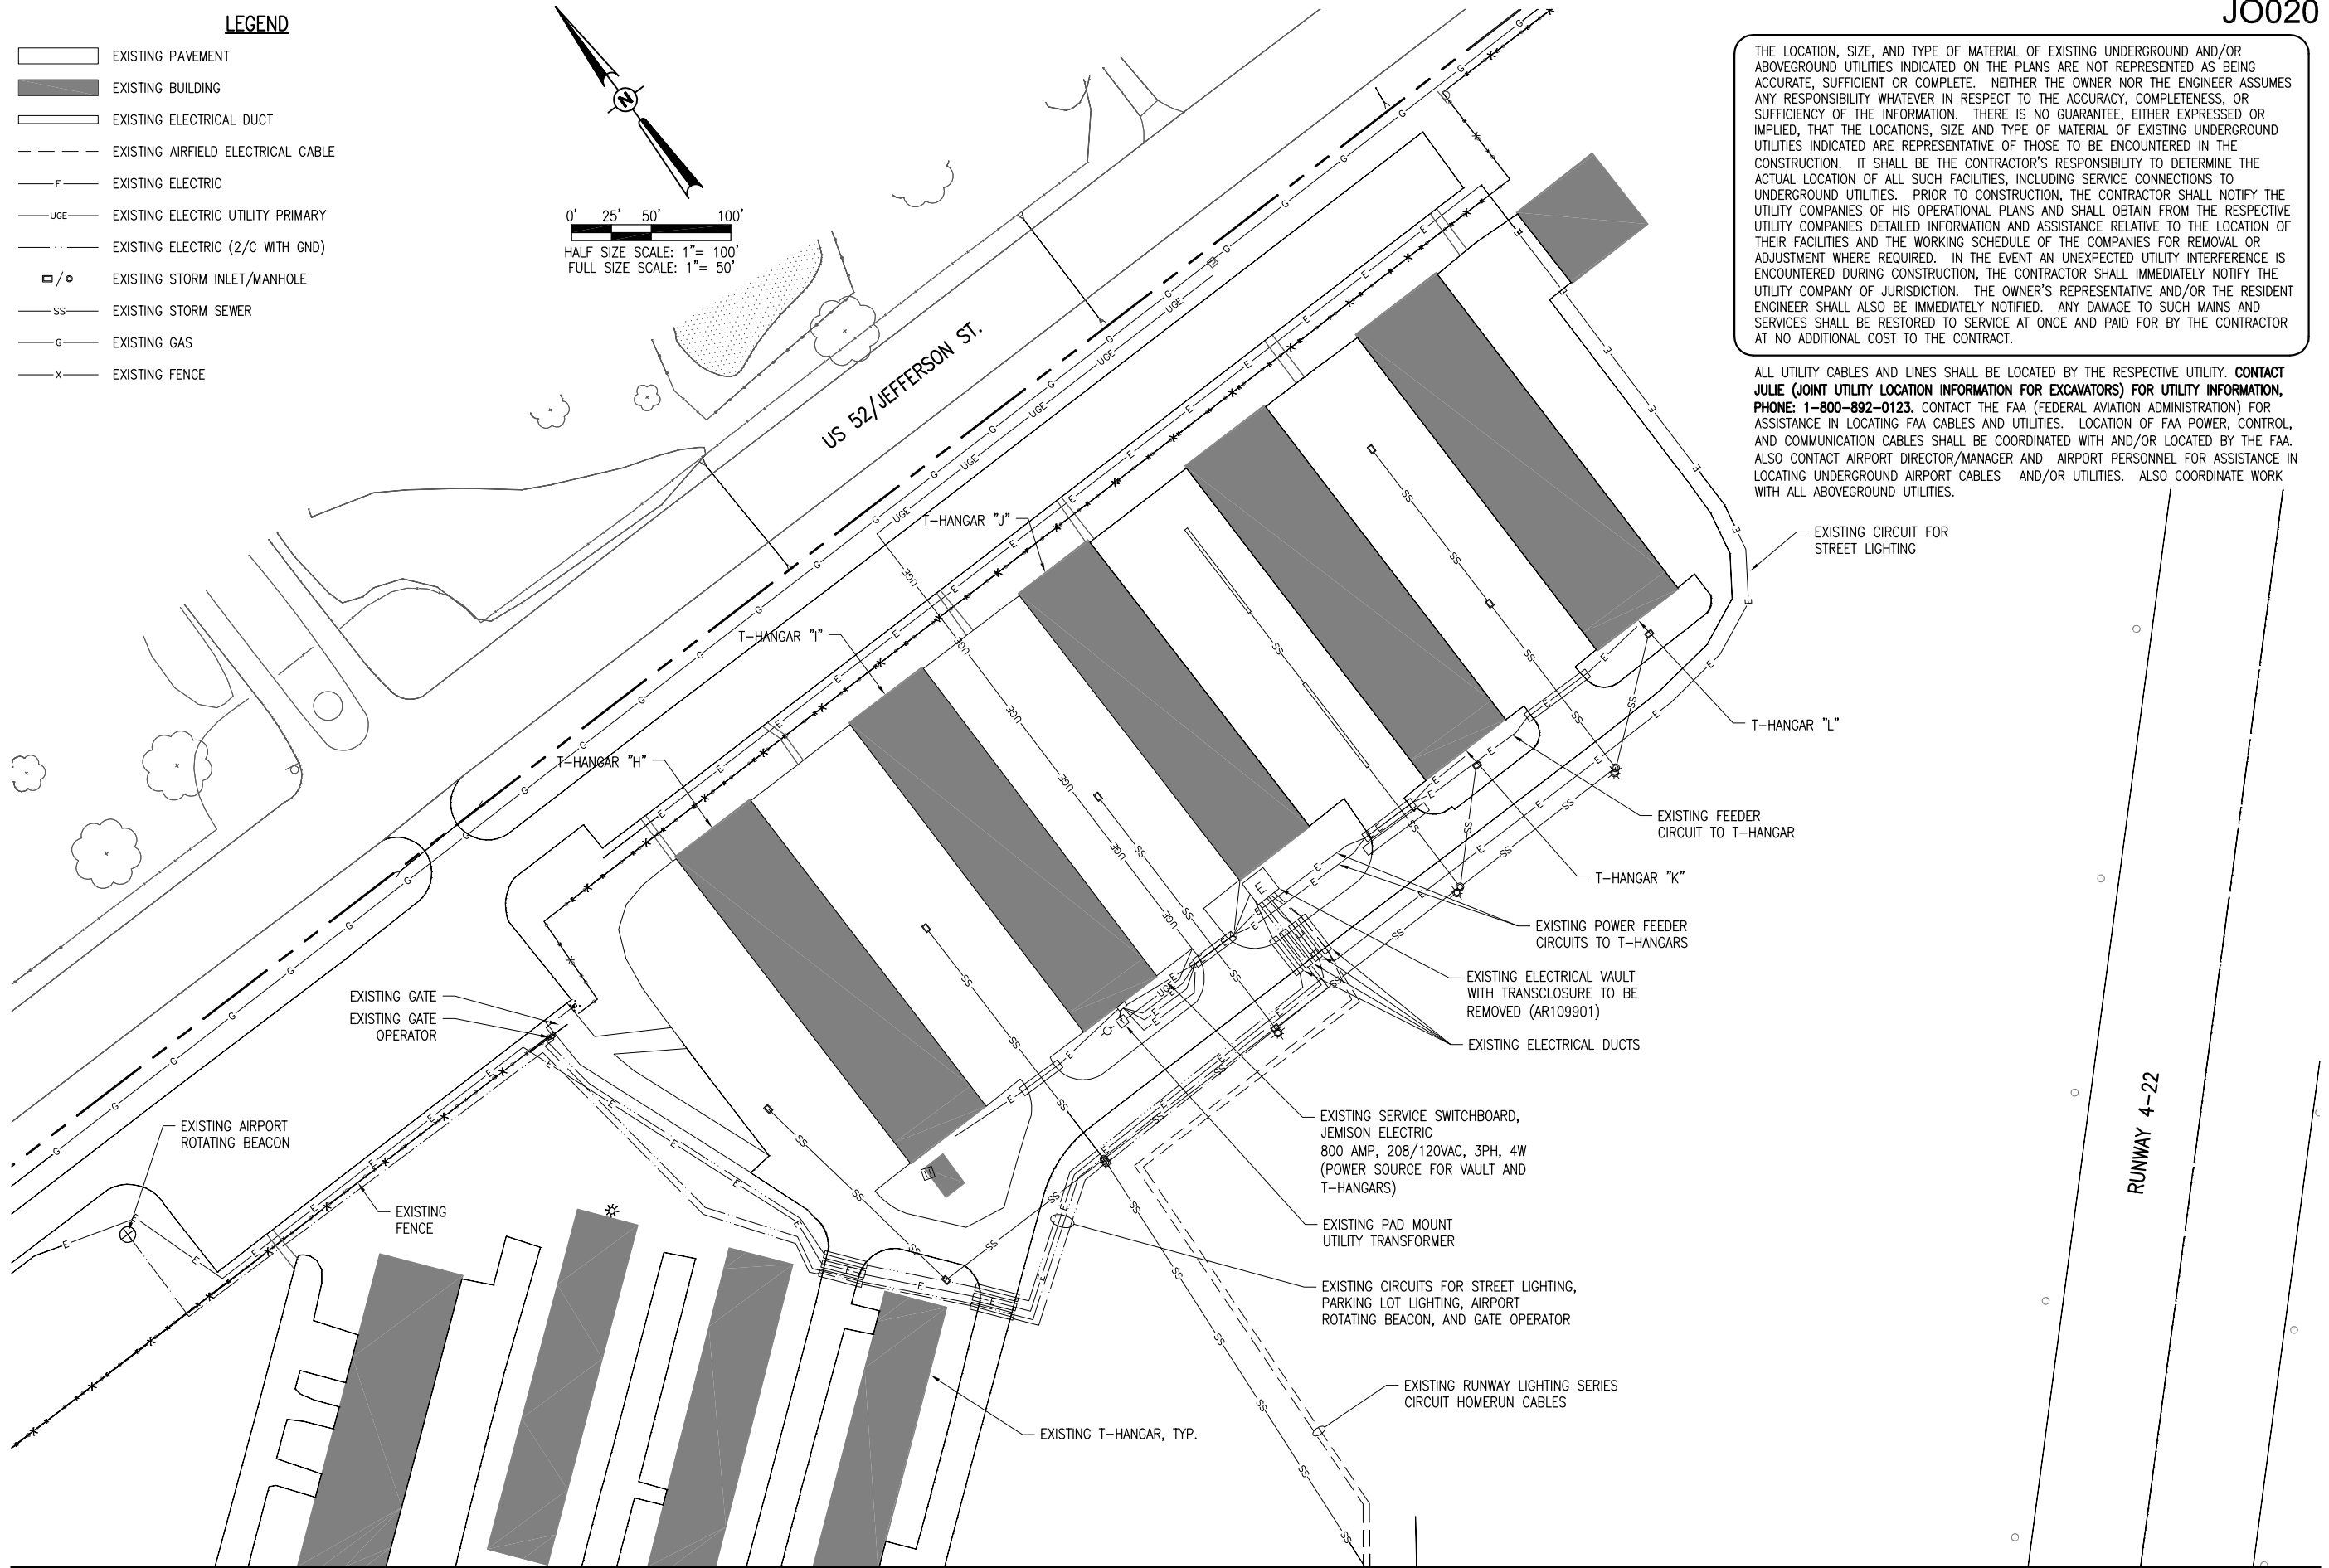 JO020
LEGEND
EXISTING PAVEMENT
EXISTING BUILDING
EXISTING ELECTRICAL DUCT
EXISTING AIRFIELD ELECTRICAL CABLE
E EXISTING ELECTRIC
UGE EXISTING ELECTRIC UTILITY PRIMARY
EXISTING ELECTRIC (2/C WITH GND)
/ EXISTING STORM INLET/MANHOLE
SS EXISTING STORM SEWER
G EXISTING GAS
X EXISTING FENCE
N
0' 25' 50' 100'
HALF SIZE SCALE: 1"= 100'
FULL SIZE SCALE: 1"= 50'
THE LOCATION, SIZE, AND TYPE OF MATERIAL OF EXISTING UNDERGROUND AND/OR
ABOVEGROUND UTILITIES INDICATED ON THE PLANS ARE NOT REPRESENTED AS BEING
ACCURATE, SUFFICIENT OR COMPLETE. NEITHER THE OWNER NOR THE ENGINEER ASSUMES
ANY RESPONSIBILITY WHATEVER IN RESPECT TO THE ACCURACY, COMPLETENESS, OR
SUFFICIENCY OF THE INFORMATION. THERE IS NO GUARANTEE, EITHER EXPRESSED OR
IMPLIED, THAT THE LOCATIONS, SIZE AND TYPE OF MATERIAL OF EXISTING UNDERGROUND
UTILITIES INDICATED ARE REPRESENTATIVE OF THOSE TO BE ENCOUNTERED IN THE
CONSTRUCTION. IT SHALL BE THE CONTRACTOR'S RESPONSIBILITY TO DETERMINE THE
ACTUAL LOCATION OF ALL SUCH FACILITIES, INCLUDING SERVICE CONNECTIONS TO
UNDERGROUND UTILITIES. PRIOR TO CONSTRUCTION, THE CONTRACTOR SHALL NOTIFY THE
UTILITY COMPANIES OF HIS OPERATIONAL PLANS AND SHALL OBTAIN FROM THE RESPECTIVE
UTILITY COMPANIES DETAILED INFORMATION AND ASSISTANCE RELATIVE TO THE LOCATION OF
THEIR FACILITIES AND THE WORKING SCHEDULE OF THE COMPANIES FOR REMOVAL OR
ADJUSTMENT WHERE REQUIRED. IN THE EVENT AN UNEXPECTED UTILITY INTERFERENCE IS
ENCOUNTERED DURING CONSTRUCTION, THE CONTRACTOR SHALL IMMEDIATELY NOTIFY THE
UTILITY COMPANY OF JURISDICTION. THE OWNER'S REPRESENTATIVE AND/OR THE RESIDENT
ENGINEER SHALL ALSO BE IMMEDIATELY NOTIFIED. ANY DAMAGE TO SUCH MAINS AND
SERVICES SHALL BE RESTORED TO SERVICE AT ONCE AND PAID FOR BY THE CONTRACTOR
AT NO ADDITIONAL COST TO THE CONTRACT.
ALL UTILITY CABLES AND LINES SHALL BE LOCATED BY THE RESPECTIVE UTILITY. CONTACT
JULIE (JOINT UTILITY LOCATION INFORMATION FOR EXCAVATORS) FOR UTILITY INFORMATION,
PHONE: 1-800-892-0123. CONTACT THE FAA (FEDERAL AVIATION ADMINISTRATION) FOR
ASSISTANCE IN LOCATING FAA CABLES AND UTILITIES. LOCATION OF FAA POWER, CONTROL,
AND COMMUNICATION CABLES SHALL BE COORDINATED WITH AND/OR LOCATED BY THE FAA.
ALSO CONTACT AIRPORT DIRECTOR/MANAGER AND AIRPORT PERSONNEL FOR ASSISTANCE IN
LOCATING UNDERGROUND AIRPORT CABLES AND/OR UTILITIES. ALSO COORDINATE WORK
WITH ALL ABOVEGROUND UTILITIES.
US 52/JEFFERSON ST.
T-HANGAR "J"
T-HANGAR "I"
T-HANGAR "H"
EXISTING CIRCUIT FOR
STREET LIGHTING
T-HANGAR "L"
EXISTING FEEDER
CIRCUIT TO T-HANGAR
T-HANGAR "K"
EXISTING POWER FEEDER
CIRCUITS TO T-HANGARS
EXISTING ELECTRICAL VAULT
WITH TRANSCLOSURE TO BE
REMOVED (AR109901)
EXISTING ELECTRICAL DUCTS
EXISTING GATE
EXISTING GATE
OPERATOR
EXISTING AIRPORT
ROTATING BEACON
EXISTING
FENCE
EXISTING SERVICE SWITCHBOARD,
JEMISON ELECTRIC
800 AMP, 208/120VAC, 3PH, 4W
(POWER SOURCE FOR VAULT AND
T-HANGARS)
EXISTING PAD MOUNT
UTILITY TRANSFORMER
EXISTING CIRCUITS FOR STREET LIGHTING,
PARKING LOT LIGHTING, AIRPORT
ROTATING BEACON, AND GATE OPERATOR
EXISTING RUNWAY LIGHTING SERIES
CIRCUIT HOMERUN CABLES
EXISTING T-HANGAR, TYP.
RUNWAY 4-22